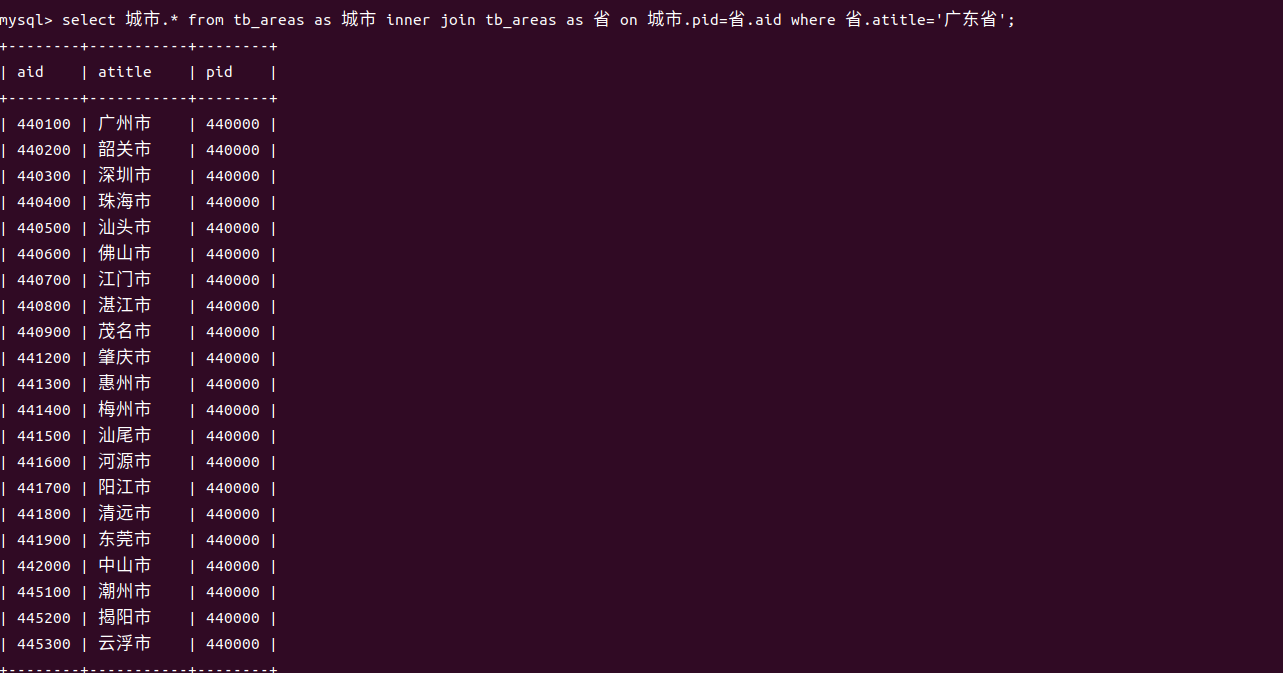 mysql> select 城市.* from tb_areas as 城市 inner join tb_areas as 省 on 城市.pid=省.aid where 省.atitle='广东省';
+--------+-----------+--------+
| aid    | atitle    | pid    |
+--------+-----------+--------+
| 440100 | 广州市    | 440000 |
| 440200 | 韶关市    | 440000 |
| 440300 | 深圳市    | 440000 |
| 440400 | 珠海市    | 440000 |
| 440500 | 汕头市    | 440000 |
| 440600 | 佛山市    | 440000 |
| 440700 | 江门市    | 440000 |
| 440800 | 湛江市    | 440000 |
| 440900 | 茂名市    | 440000 |
| 441200 | 肇庆市    | 440000 |
| 441300 | 惠州市    | 440000 |
| 441400 | 梅州市    | 440000 |
| 441500 | 汕尾市    | 440000 |
| 441600 | 河源市    | 440000 |
| 441700 | 阳江市    | 440000 |
| 441800 | 清远市    | 440000 |
| 441900 | 东莞市    | 440000 |
| 442000 | 中山市    | 440000 |
| 445100 | 潮州市    | 440000 |
| 445200 | 揭阳市    | 440000 |
| 445300 | 云浮市    | 440000 |
+--------+-----------+--------+